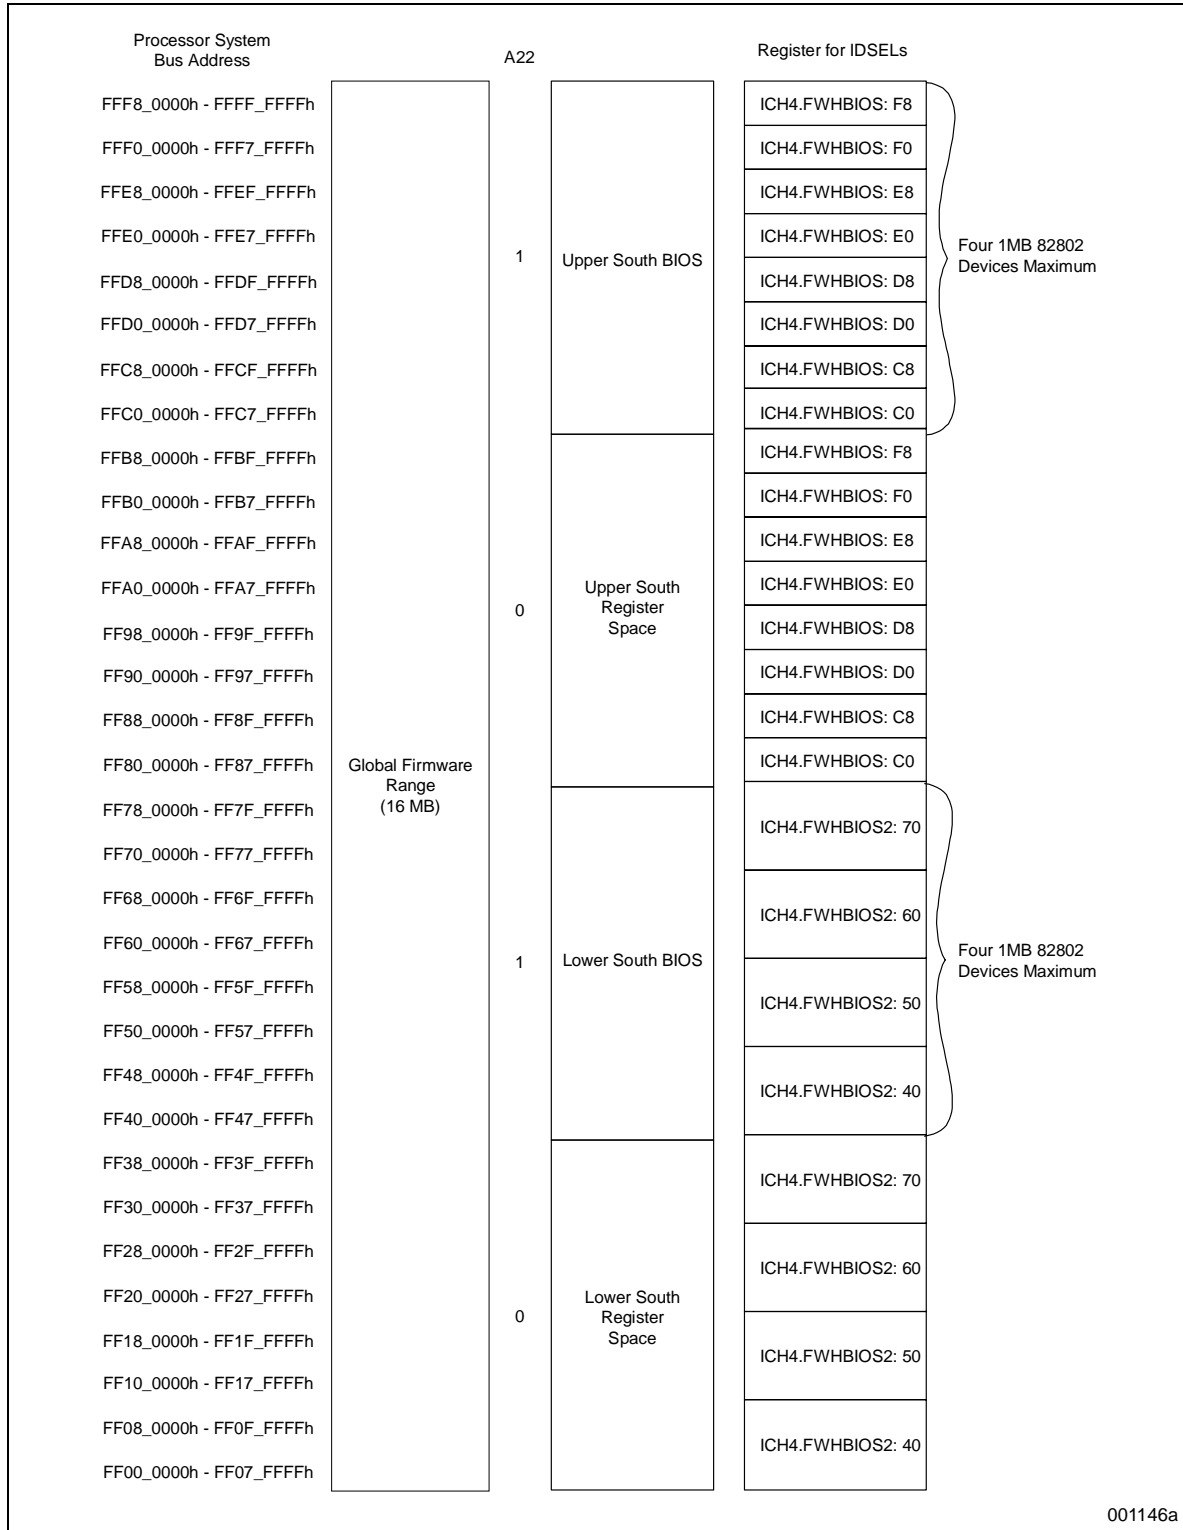 Processor System
Bus Address
A22
Register for IDSELs
FFF8_0000h - FFFF_FFFFh
ICH4.FWHBIOS: F8
FFF0_0000h - FFF7_FFFFh
ICH4.FWHBIOS: F0
FFE8_0000h - FFEF_FFFFh
ICH4.FWHBIOS: E8
FFE0_0000h - FFE7_FFFFh
ICH4.FWHBIOS: E0
1
Upper South BIOS
Four 1MB 82802
Devices Maximum
FFD8_0000h - FFDF_FFFFh
ICH4.FWHBIOS: D8
FFD0_0000h - FFD7_FFFFh
ICH4.FWHBIOS: D0
FFC8_0000h - FFCF_FFFFh
ICH4.FWHBIOS: C8
FFC0_0000h - FFC7_FFFFh
ICH4.FWHBIOS: C0
FFB8_0000h - FFBF_FFFFh
ICH4.FWHBIOS: F8
FFB0_0000h - FFB7_FFFFh
ICH4.FWHBIOS: F0
FFA8_0000h - FFAF_FFFFh
ICH4.FWHBIOS: E8
FFA0_0000h - FFA7_FFFFh
ICH4.FWHBIOS: E0
0
Upper South
Register
Space
FF98_0000h - FF9F_FFFFh
ICH4.FWHBIOS: D8
FF90_0000h - FF97_FFFFh
ICH4.FWHBIOS: D0
FF88_0000h - FF8F_FFFFh
ICH4.FWHBIOS: C8
FF80_0000h - FF87_FFFFh
ICH4.FWHBIOS: C0
Global Firmware
Range
(16 MB)
FF78_0000h - FF7F_FFFFh
ICH4.FWHBIOS2: 70
FF70_0000h - FF77_FFFFh
FF68_0000h - FF6F_FFFFh
ICH4.FWHBIOS2: 60
FF60_0000h - FF67_FFFFh
1
Lower South BIOS
Four 1MB 82802
Devices Maximum
FF58_0000h - FF5F_FFFFh
ICH4.FWHBIOS2: 50
FF50_0000h - FF57_FFFFh
FF48_0000h - FF4F_FFFFh
ICH4.FWHBIOS2: 40
FF40_0000h - FF47_FFFFh
FF38_0000h - FF3F_FFFFh
ICH4.FWHBIOS2: 70
FF30_0000h - FF37_FFFFh
FF28_0000h - FF2F_FFFFh
ICH4.FWHBIOS2: 60
FF20_0000h - FF27_FFFFh
0
Lower South
Register
Space
FF18_0000h - FF1F_FFFFh
ICH4.FWHBIOS2: 50
FF10_0000h - FF17_FFFFh
FF08_0000h - FF0F_FFFFh
ICH4.FWHBIOS2: 40
FF00_0000h - FF07_FFFFh
001146a